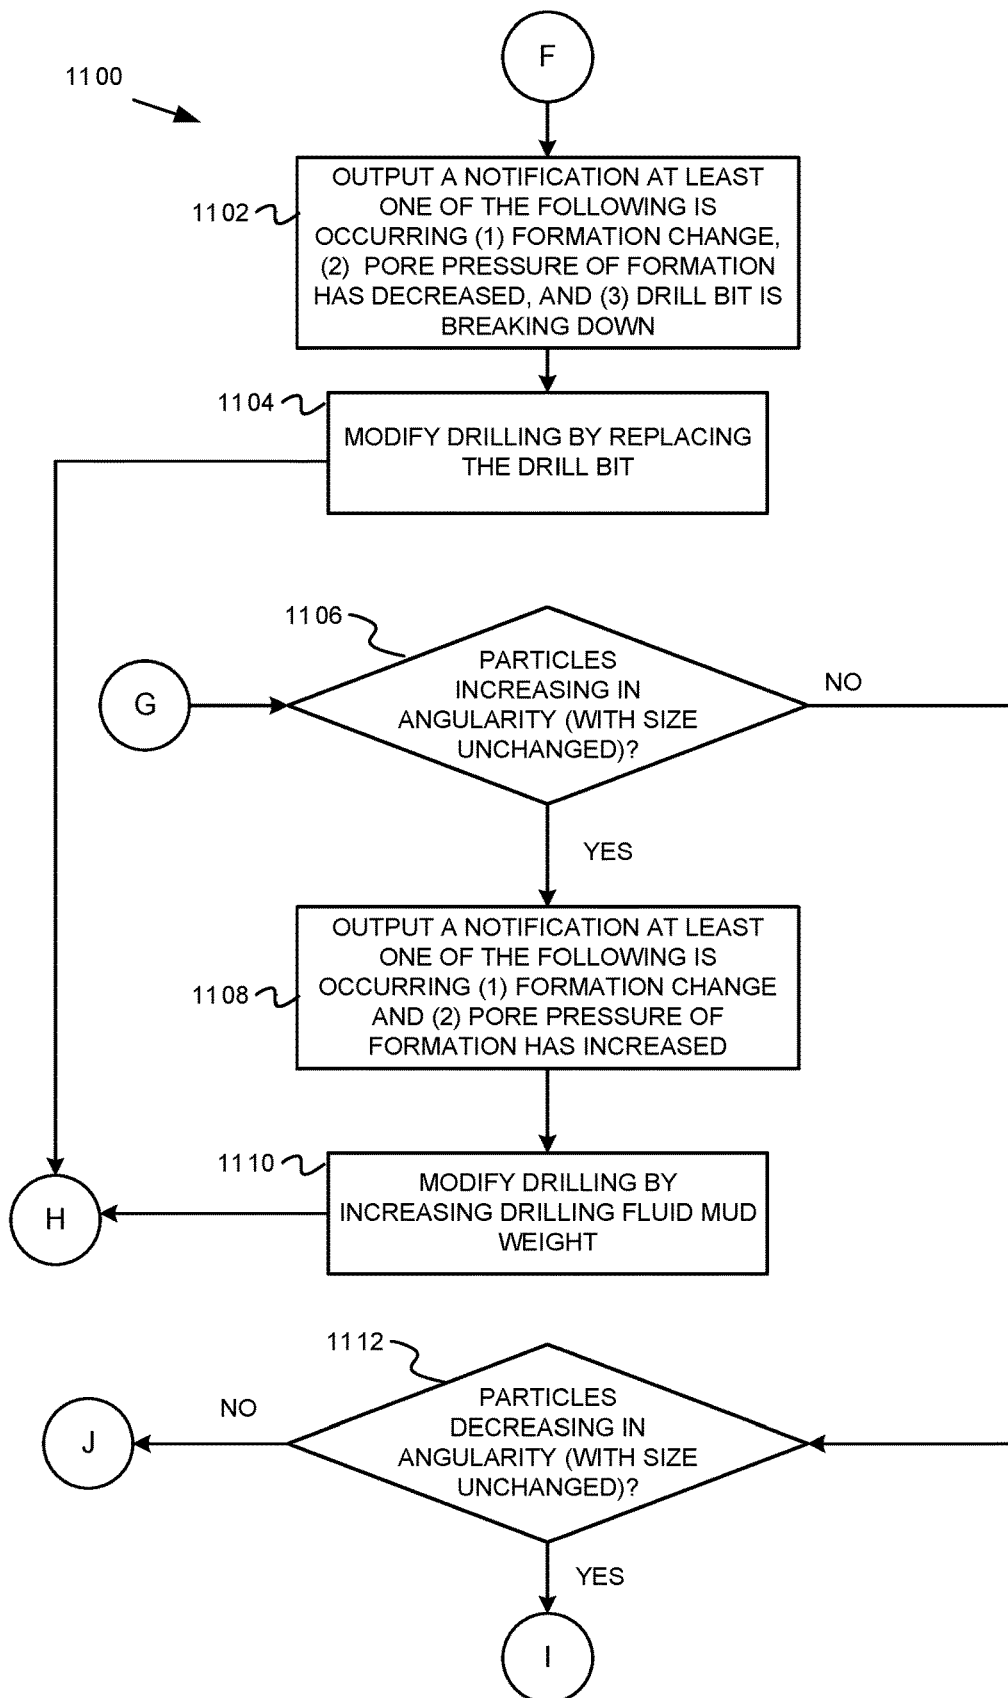 F
1100
1102
OUTPUT A NOTIFICATION AT LEAST
ONE OF THE FOLLOWING IS
OCCURRING (1) FORMATION CHANGE,
(2) PORE PRESSURE OF FORMATION
HAS DECREASED, AND (3) DRILL BIT IS
BREAKING DOWN
1104
MODIFY DRILLING BY REPLACING
THE DRILL BIT
1106
G
PARTICLES
INCREASING IN
ANGULARITY (WITH SIZE
UNCHANGED)?
NO
YES
1108
OUTPUT A NOTIFICATION AT LEAST
ONE OF THE FOLLOWING IS
OCCURRING (1) FORMATION CHANGE
AND (2) PORE PRESSURE OF
FORMATION HAS INCREASED
1110
MODIFY DRILLING BY
INCREASING DRILLING FLUID MUD
WEIGHT
H
1112
PARTICLES
DECREASING IN
ANGULARITY (WITH SIZE
UNCHANGED)?
NO
J
YES
I